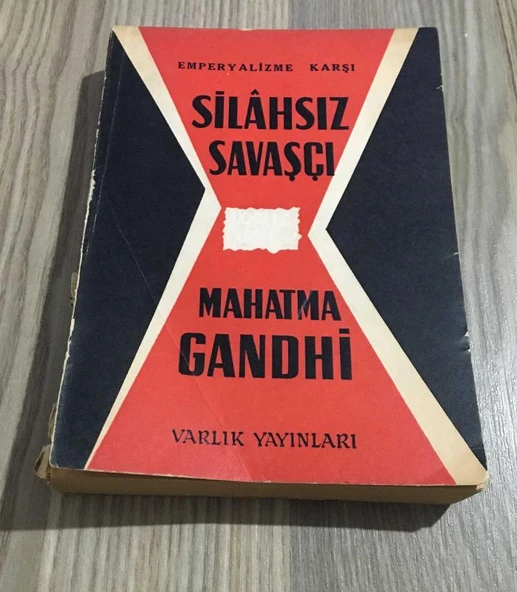 EMPERYALİZME KARŞI
SİLÂHSIZ
SAVAŞÇI
MAHATMA
GANDHİ
VARLIK YAYINLARI